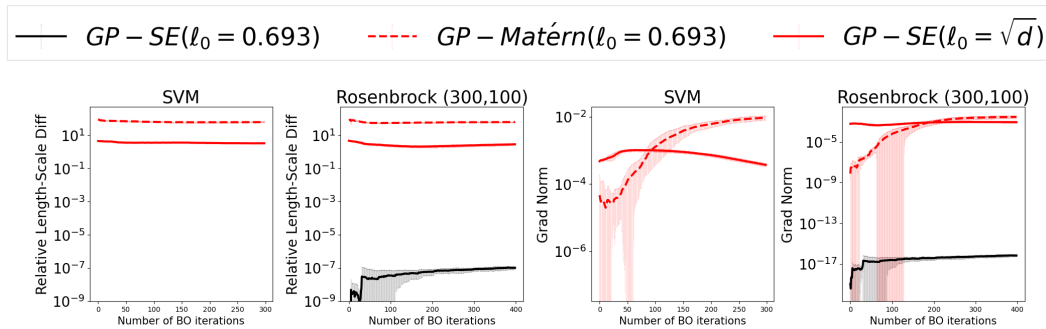 GP − SE(ℓ₀ = 0.693) GP − Matérn(ℓ₀ = 0.693) GP − SE(ℓ₀ = √d)
SVM
Relative Length-Scale Diff
10¹
10⁻¹
10⁻³
10⁻⁵
10⁻⁷
10⁻⁹
0 50 100 150 200 250 300
Number of BO iterations
Rosenbrock (300,100)
Relative Length-Scale Diff
10¹
10⁻¹
10⁻³
10⁻⁵
10⁻⁷
10⁻⁹
0 100 200 300 400
Number of BO iterations
SVM
Grad Norm
10⁻²
10⁻⁴
10⁻⁶
0 50 100 150 200 250 300
Number of BO iterations
Rosenbrock (300,100)
Grad Norm
10⁻⁵
10⁻⁹
10⁻¹³
10⁻¹⁷
0 100 200 300 400
Number of BO iterations